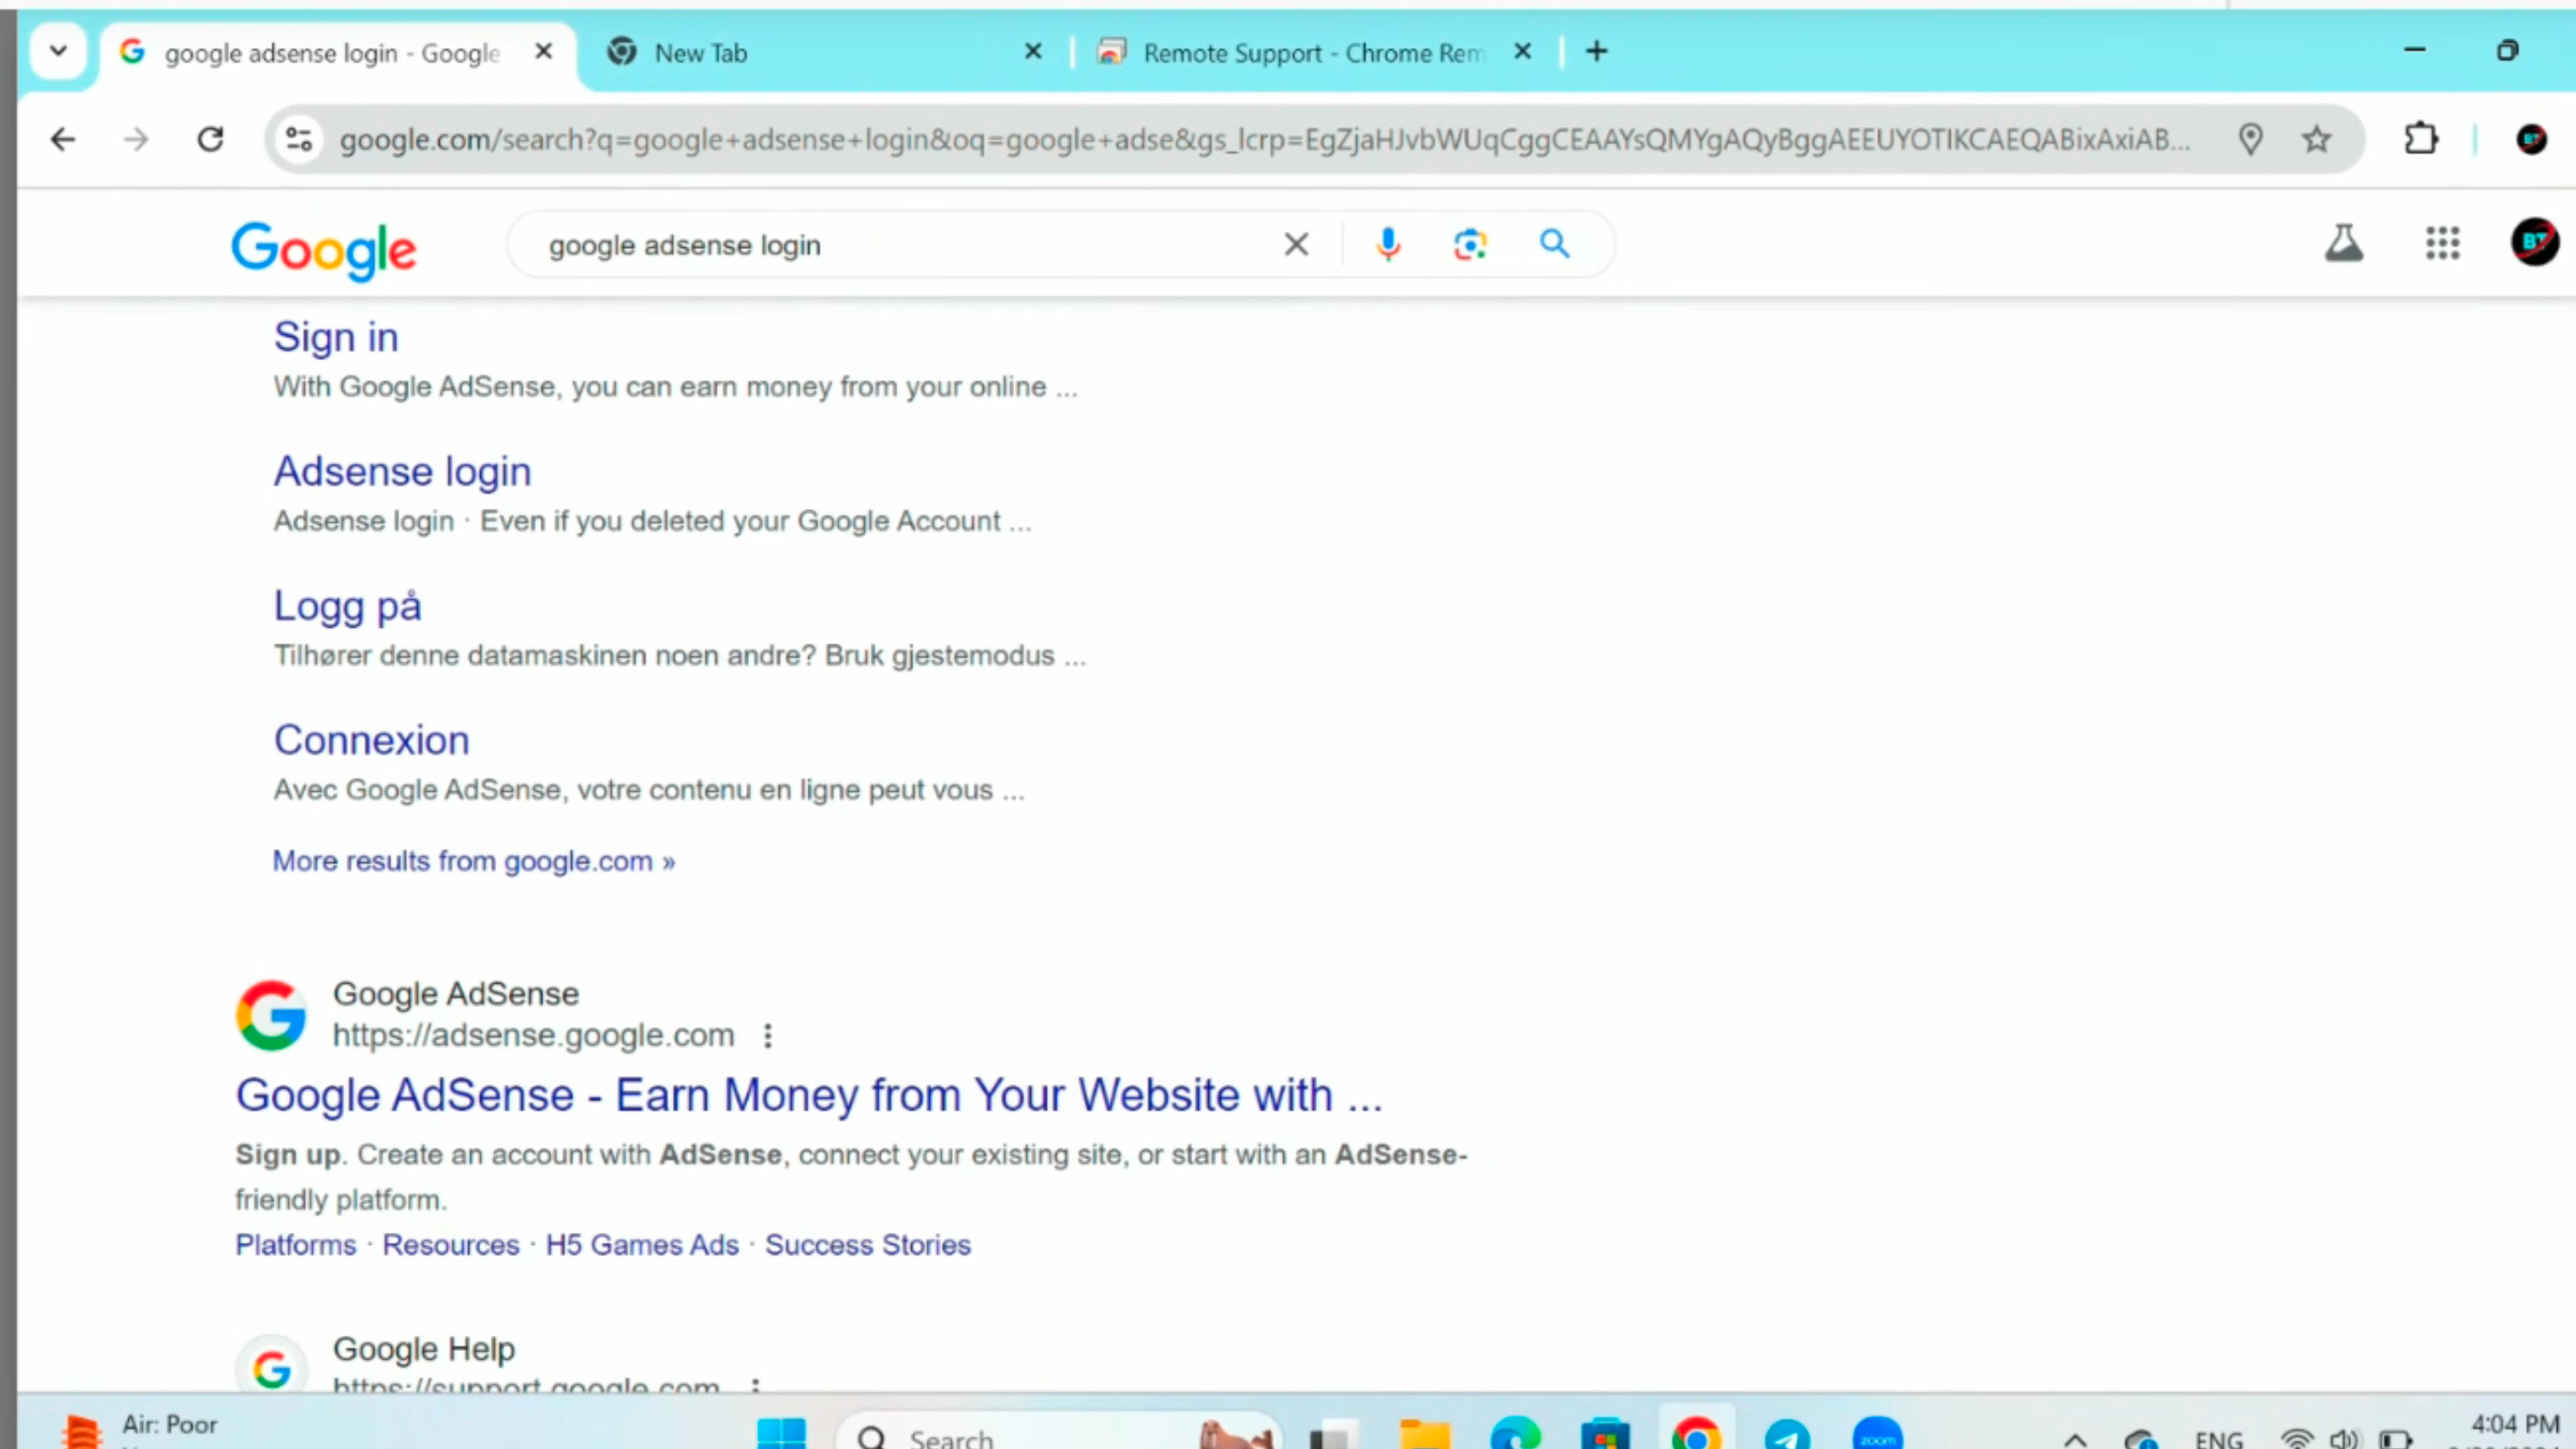 google adsense login - Google
New Tab
Remote Support - Chrome Rem
google.com/search?q=google+adsense+login&oq=google+adse&gs_lcrp=EgZjaHJvbWUqCggCEAAYsQMYgAQyBggAEEUYOTIKCAEQABixAxiAB...
Google
google adsense login
BT
Sign in
With Google AdSense, you can earn money from your online ...
Adsense login
Adsense login · Even if you deleted your Google Account ...
Logg på
Tilhører denne datamaskinen noen andre? Bruk gjestemodus ...
Connexion
Avec Google AdSense, votre contenu en ligne peut vous ...
More results from google.com »
Google AdSense
https://adsense.google.com
Google AdSense - Earn Money from Your Website with ...
Sign up. Create an account with AdSense, connect your existing site, or start with an AdSense-
friendly platform.
Platforms · Resources · H5 Games Ads · Success Stories
Google Help
https://support.google.com
Air: Poor
Search
zoom
ENG
4:04 PM